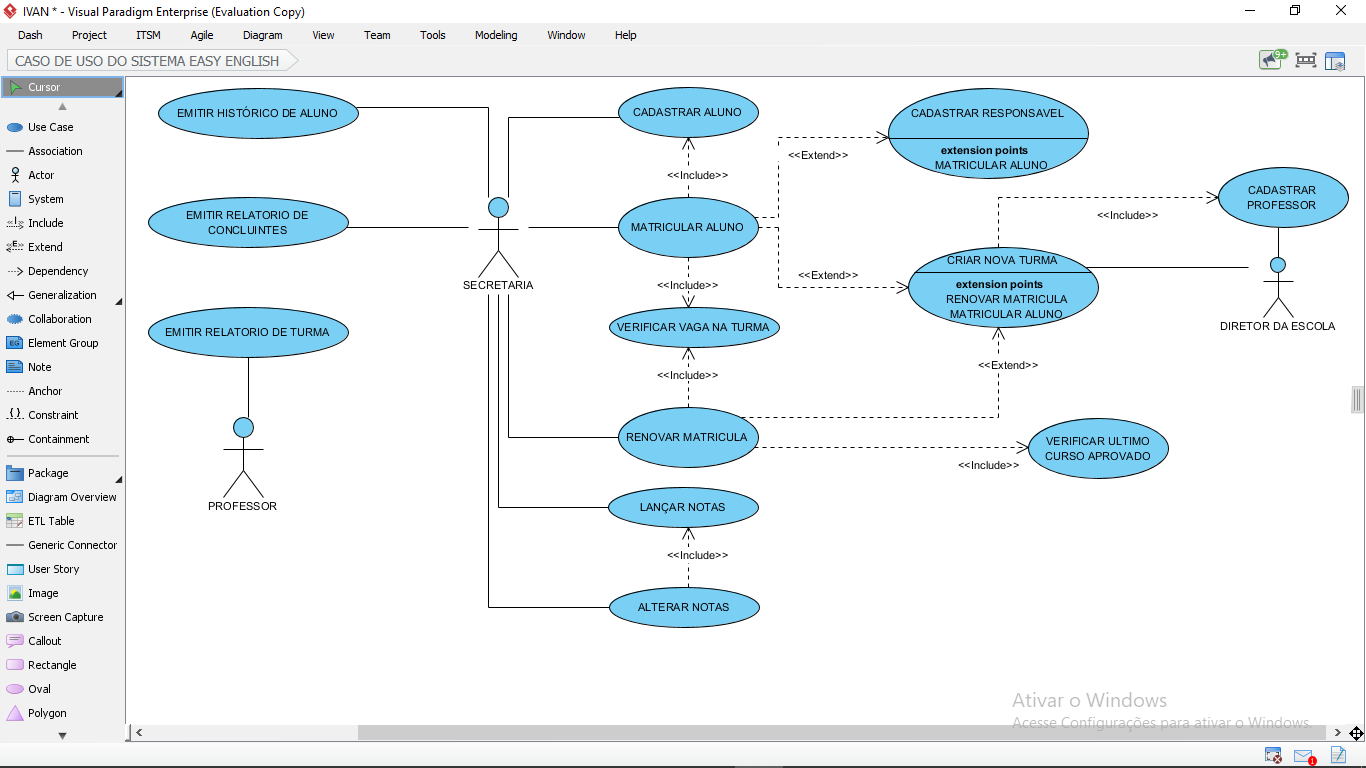 IVAN * - Visual Paradigm Enterprise (Evaluation Copy)
Dash Project ITSM Agile Diagram View Team Tools Modeling Window Help
CASO DE USO DO SISTEMA EASY ENGLISH
9+
Cursor
Use Case
Association
Actor
System
Include
Extend
Dependency
Generalization
Collaboration
Element Group
Note
Anchor
Constraint
Containment
Package
Diagram Overview
ETL Table
Generic Connector
User Story
Image
Screen Capture
Callout
Rectangle
Oval
Polygon
EMITIR HISTÓRICO DE ALUNO
EMITIR RELATORIO DE
CONCLUINTES
EMITIR RELATORIO DE TURMA
PROFESSOR
SECRETARIA
CADASTRAR ALUNO
<<Include>>
MATRICULAR ALUNO
<<Include>>
VERIFICAR VAGA NA TURMA
<<Include>>
RENOVAR MATRICULA
LANÇAR NOTAS
<<Include>>
ALTERAR NOTAS
<<Extend>>
CADASTRAR RESPONSAVEL
extension points
MATRICULAR ALUNO
<<Extend>>
CRIAR NOVA TURMA
extension points
RENOVAR MATRICULA
MATRICULAR ALUNO
<<Extend>>
<<Include>>
VERIFICAR ULTIMO
CURSO APROVADO
<<Include>>
CADASTRAR
PROFESSOR
DIRETOR DA ESCOLA
Ativar o Windows
Acesse Configurações para ativar o Windows.
1